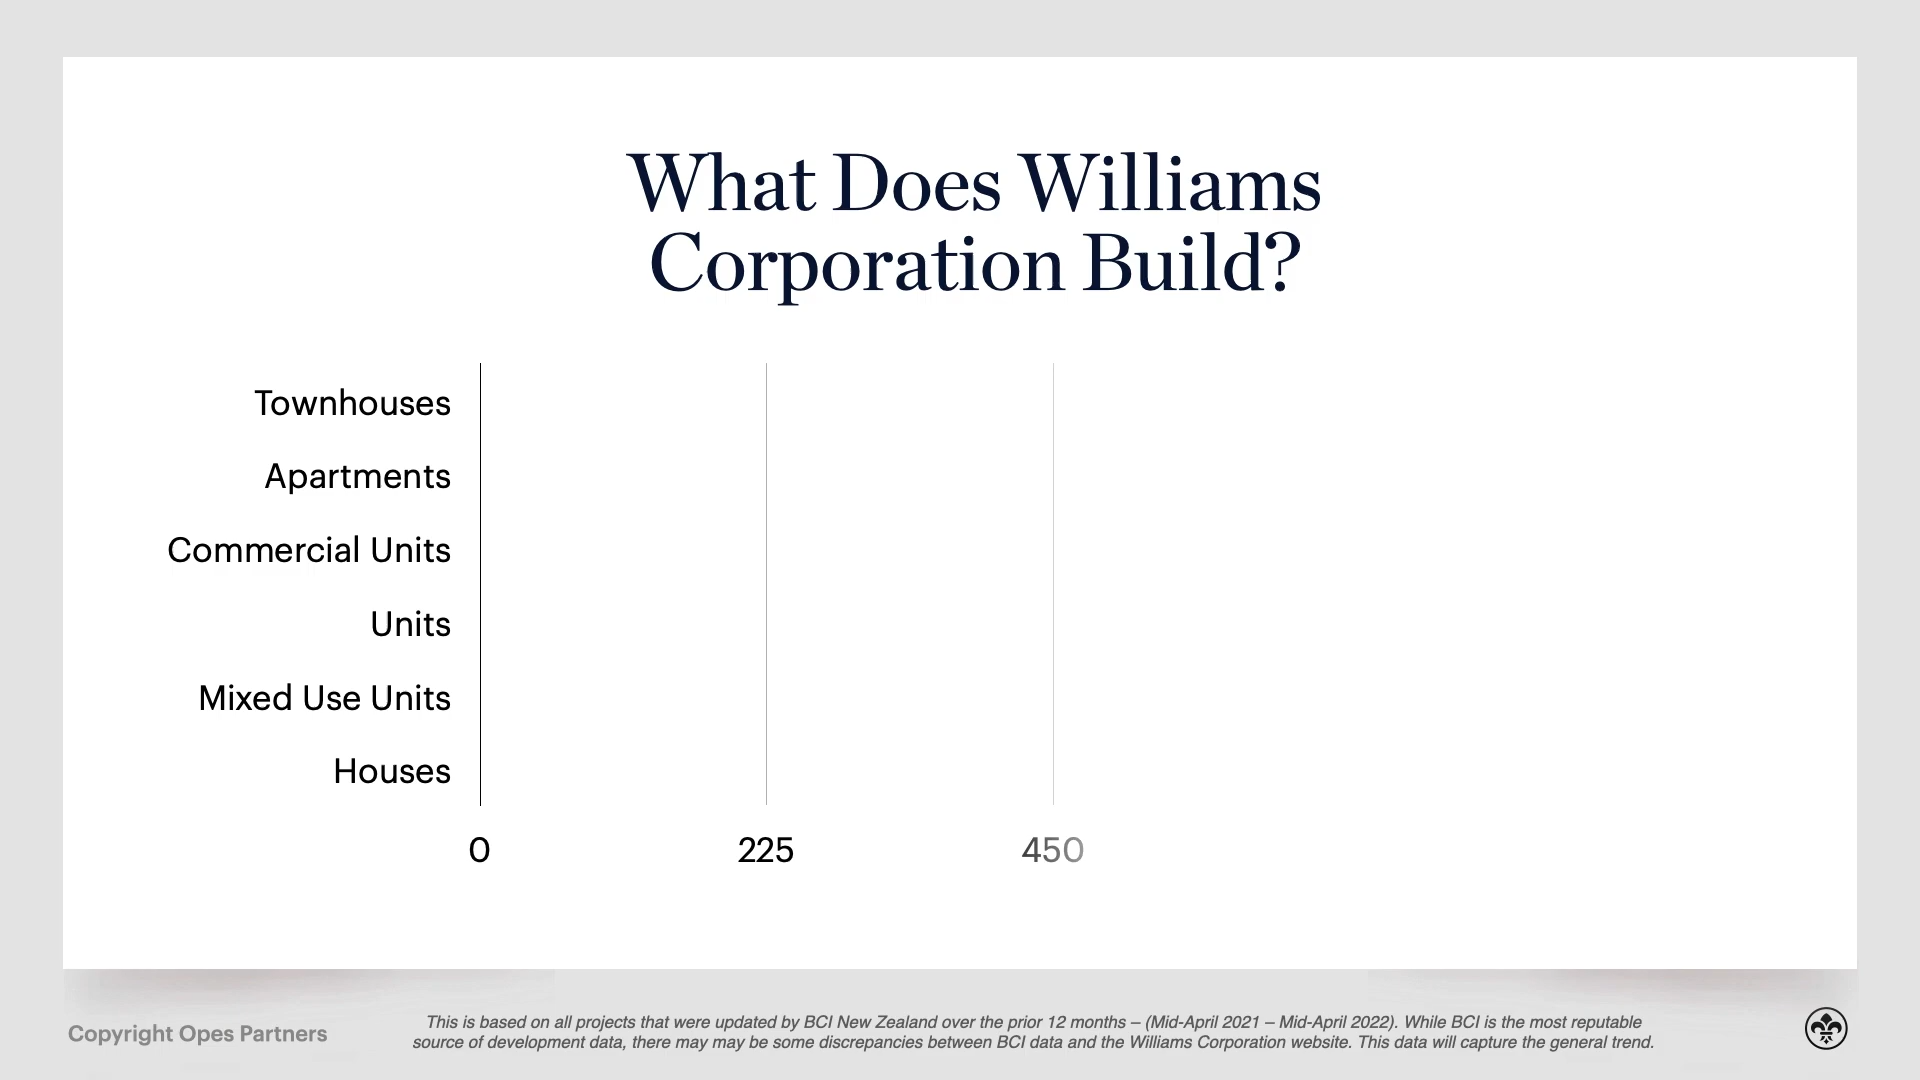 What Does Williams
Corporation Build?
Townhouses
Apartments
Commercial Units
Units
Mixed Use Units
Houses
0 225 450
Copyright Opes Partners
This is based on all projects that were updated by BCI New Zealand over the prior 12 months – (Mid-April 2021 – Mid-April 2022). While BCI is the most reputable
source of development data, there may may be some discrepancies between BCI data and the Williams Corporation website. This data will capture the general trend.